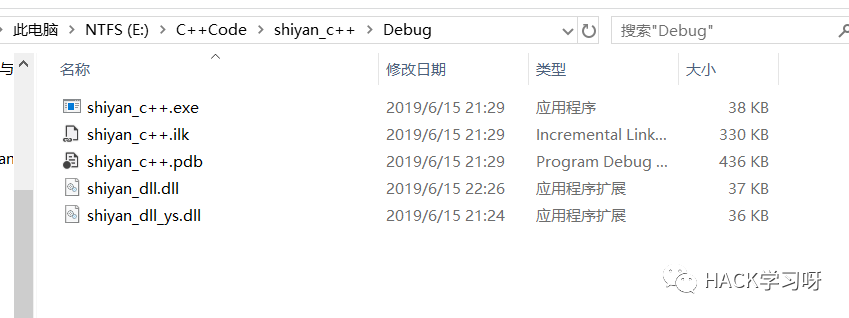 此电脑 > NTFS (E:) > C++Code > shiyan_c++ > Debug
搜索"Debug"
与
名称 修改日期 类型 大小
shiyan_c++.exe 2019/6/15 21:29 应用程序 38 KB
shiyan_c++.ilk 2019/6/15 21:29 Incremental Link... 330 KB
an
shiyan_c++.pdb 2019/6/15 21:29 Program Debug ... 436 KB
shiyan_dll.dll 2019/6/15 22:26 应用程序扩展 37 KB
shiyan_dll_ys.dll 2019/6/15 21:24 应用程序扩展 36 KB
HACK学习呀